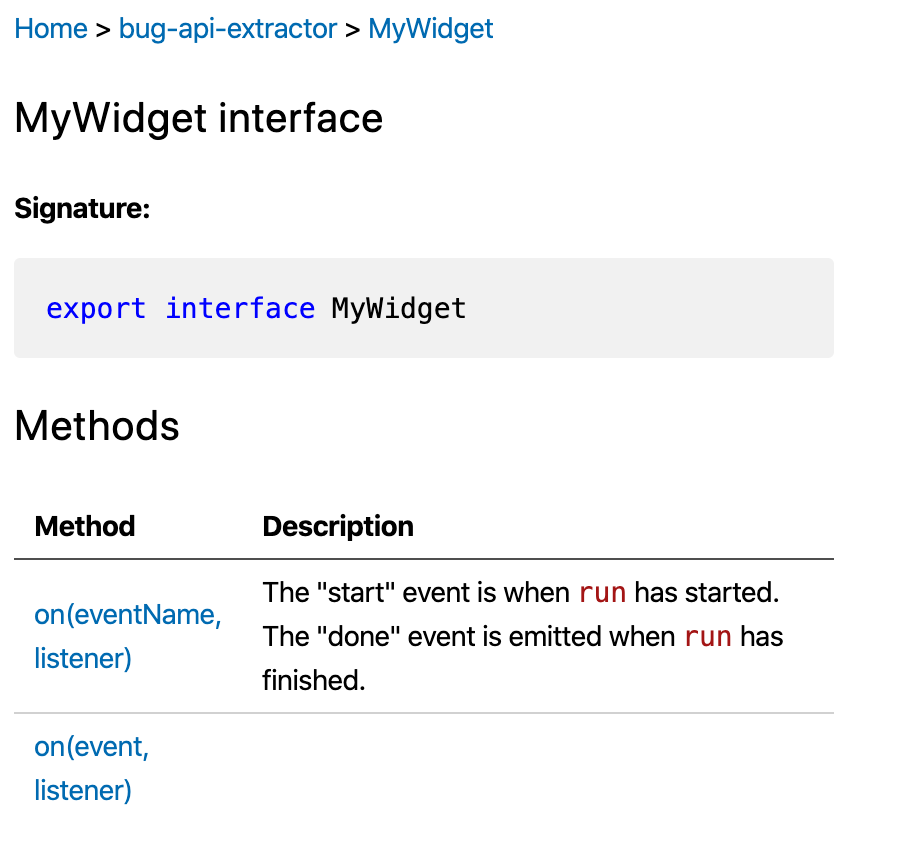 Home > bug-api-extractor > MyWidget
MyWidget interface
Signature:
export interface MyWidget
Methods
Method Description
on(eventName,
listener)
The "start" event is when run has started.
The "done" event is emitted when run has
finished.
on(event,
listener)